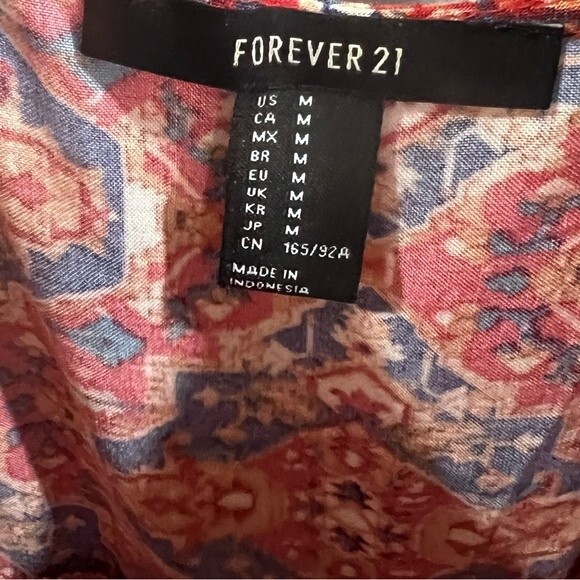 FOREVER 21
US M
CA M
MX M
BR M
EU M
UK M
KR M
JP M
CN 165/92A
MADE IN
INDONESIA